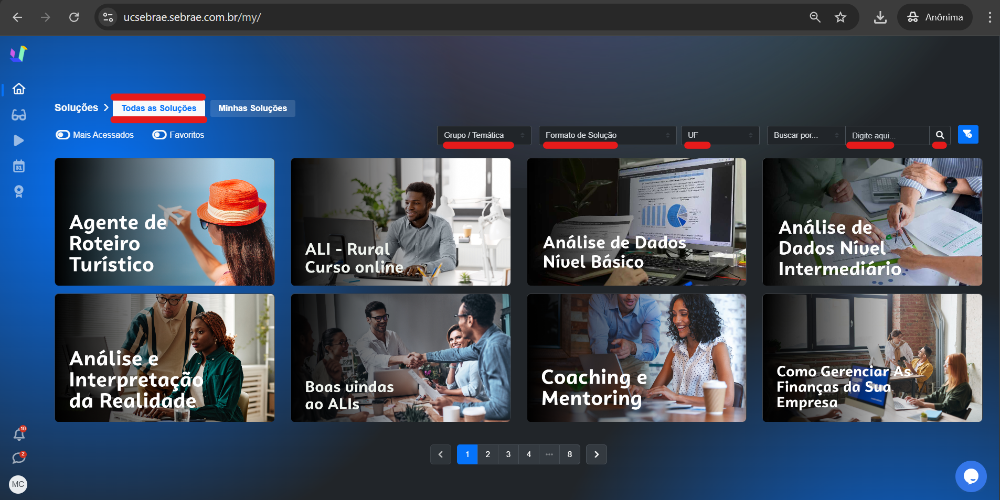 ucsebrae.sebrae.com.br/my/
Anônima
Soluções
Todas as Soluções
Minhas Soluções
Mais Acessados
Favoritos
Grupo / Temática
Formato de Solução
UF
Buscar por...
Digite aqui...
31
Agente de
Roteiro
Turístico
ALI - Rural
Curso online
Análise de Dados
Nível Básico
Análise de
Dados Nível
Intermediário
Análise e
Interpretação
da Realidade
Boas vindas
ao ALIs
Coaching e
Mentoring
Como Gerenciar As
Finanças da Sua
Empresa
10
2
MC
1
2
3
4
...
8